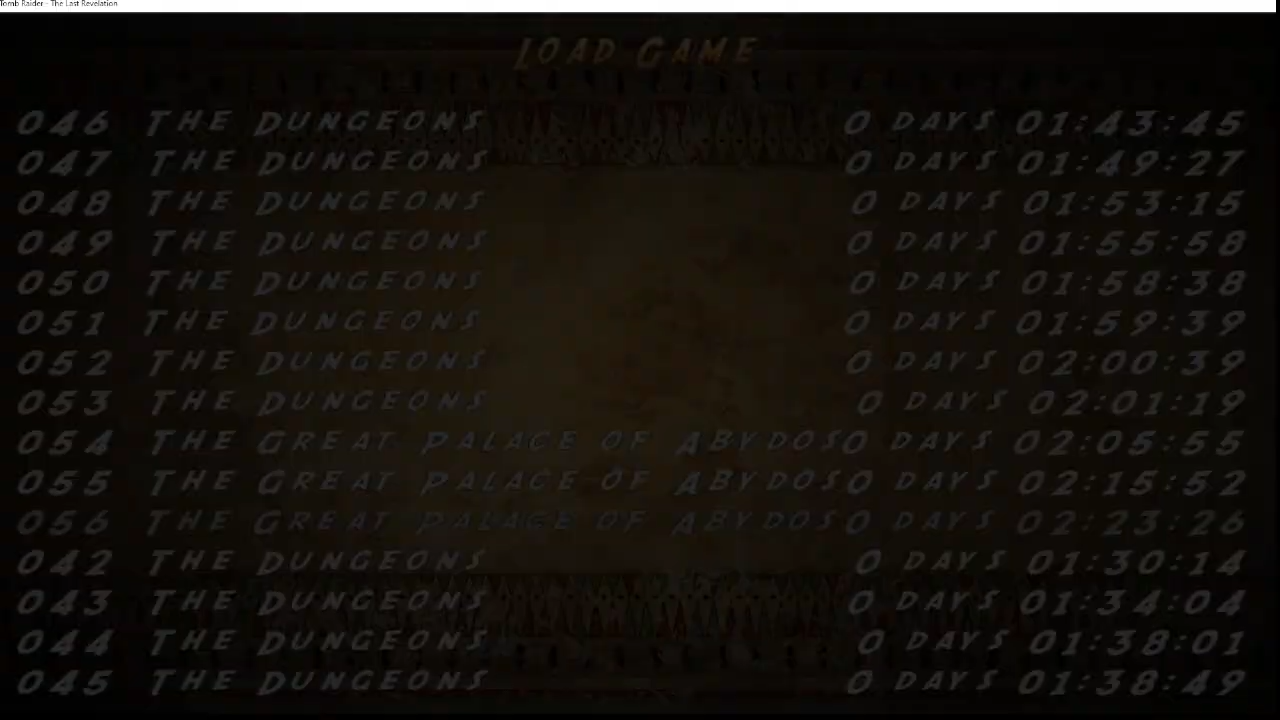 Tomb Raider - The Last Revelation
LOAD GAME
046 THE DUNGEONS 0 DAYS 01:43:45
047 THE DUNGEONS 0 DAYS 01:49:27
048 THE DUNGEONS 0 DAYS 01:53:15
049 THE DUNGEONS 0 DAYS 01:55:58
050 THE DUNGEONS 0 DAYS 01:58:38
051 THE DUNGEONS 0 DAYS 01:59:39
052 THE DUNGEONS 0 DAYS 02:00:39
053 THE DUNGEONS 0 DAYS 02:01:19
054 THE GREAT PALACE OF ABYDOS 0 DAYS 02:05:55
055 THE GREAT PALACE OF ABYDOS 0 DAYS 02:15:52
056 THE GREAT PALACE OF ABYDOS 0 DAYS 02:23:26
042 THE DUNGEONS 0 DAYS 01:30:14
043 THE DUNGEONS 0 DAYS 01:34:04
044 THE DUNGEONS 0 DAYS 01:38:01
045 THE DUNGEONS 0 DAYS 01:38:49